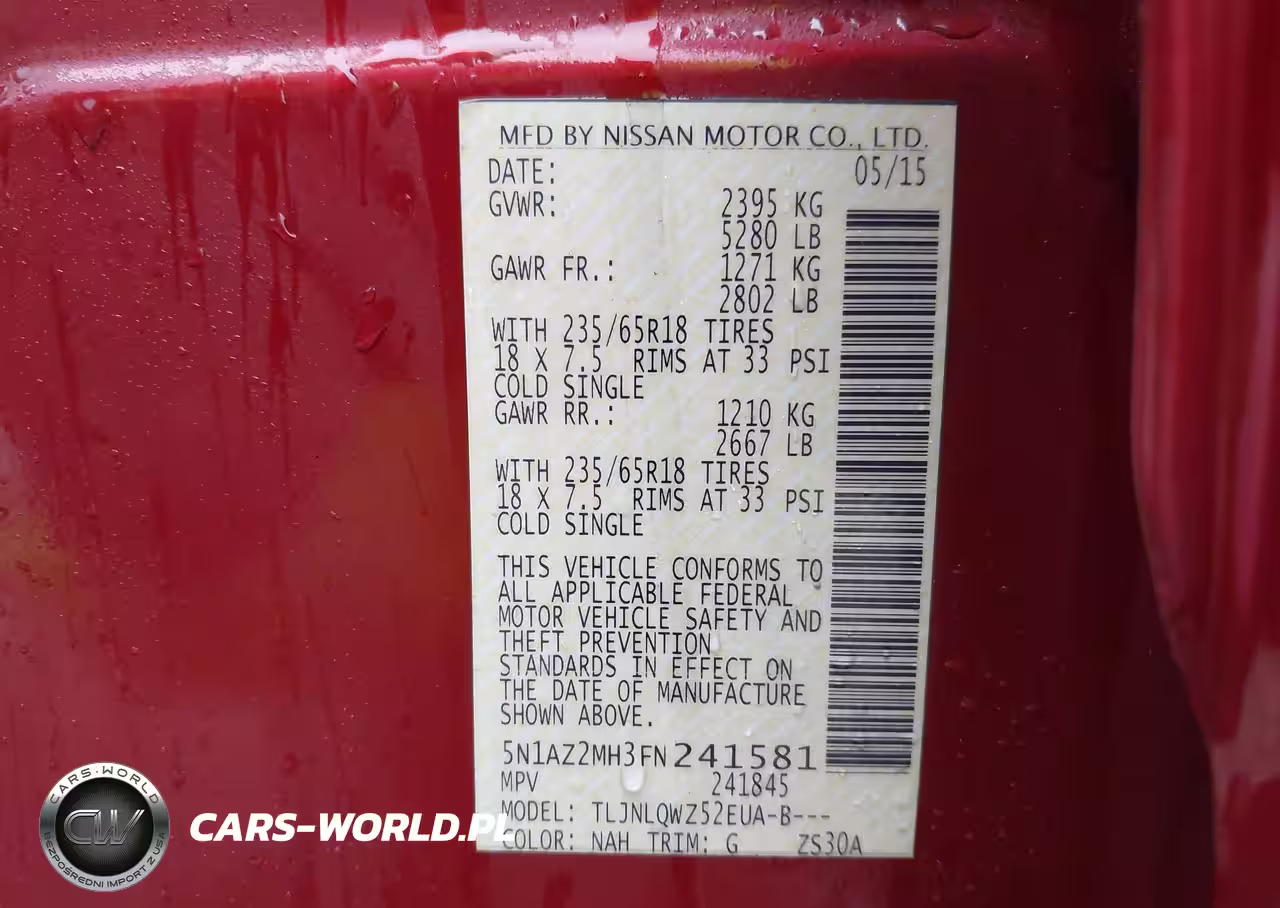 MFD BY NISSAN MOTOR CO., LTD.
DATE: 05/15
GVWR: 2395 KG
5280 LB
GAWR FR.: 1271 KG
2802 LB
WITH 235/65R18 TIRES
18 X 7.5 RIMS AT 33 PSI
COLD SINGLE
GAWR RR.: 1210 KG
2667 LB
WITH 235/65R18 TIRES
18 X 7.5 RIMS AT 33 PSI
COLD SINGLE
THIS VEHICLE CONFORMS TO
ALL APPLICABLE FEDERAL
MOTOR VEHICLE SAFETY AND
THEFT PREVENTION
STANDARDS IN EFFECT ON
THE DATE OF MANUFACTURE
SHOWN ABOVE.
5N1AZ2MH3FN241581
MPV 241845
MODEL: TLJNLQWZ52EUA-B---
COLOR: NAH TRIM: G ZS30A
CARS-WORLD
CW
BEZPOŚREDNI IMPORT Z USA
CARS-WORLD.PL